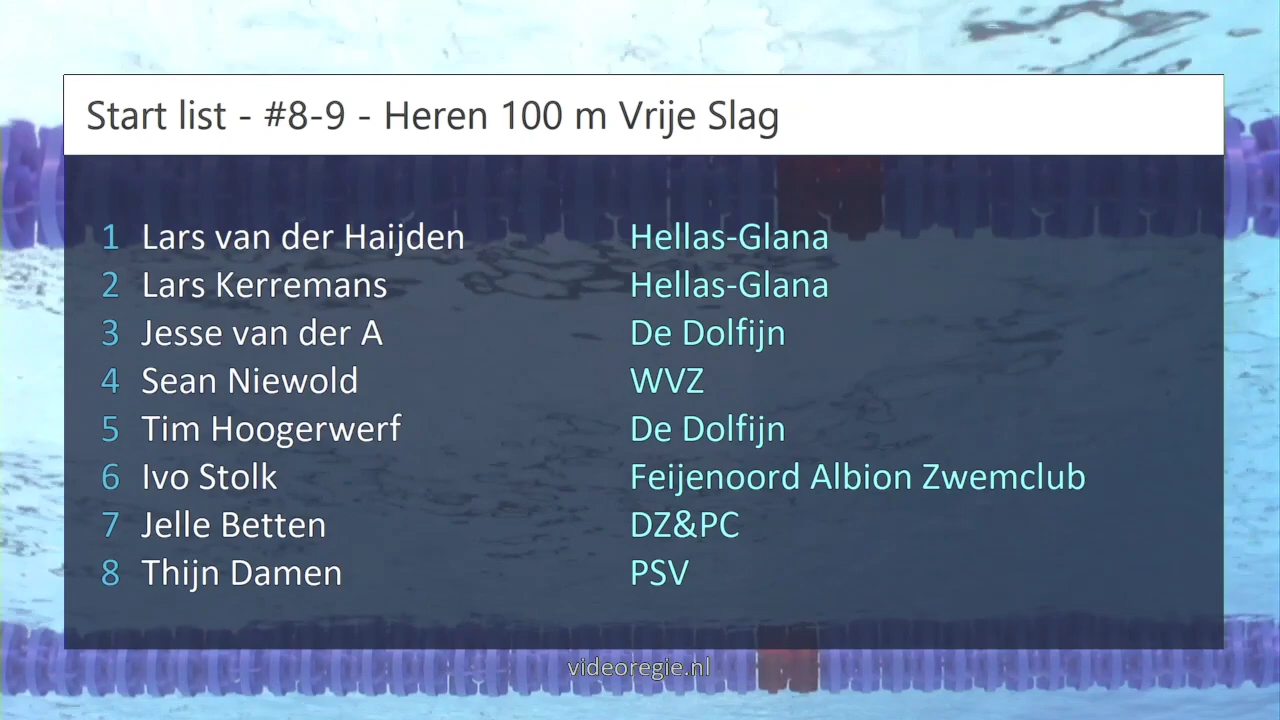 Start list - #8-9 - Heren 100 m Vrije Slag
1 Lars van der Haijden Hellas-Glana
2 Lars Kerremans Hellas-Glana
3 Jesse van der A De Dolfijn
4 Sean Niewold WVZ
5 Tim Hoogerwerf De Dolfijn
6 Ivo Stolk Feijenoord Albion Zwemclub
7 Jelle Betten DZ&PC
8 Thijn Damen PSV
videoregie.nl